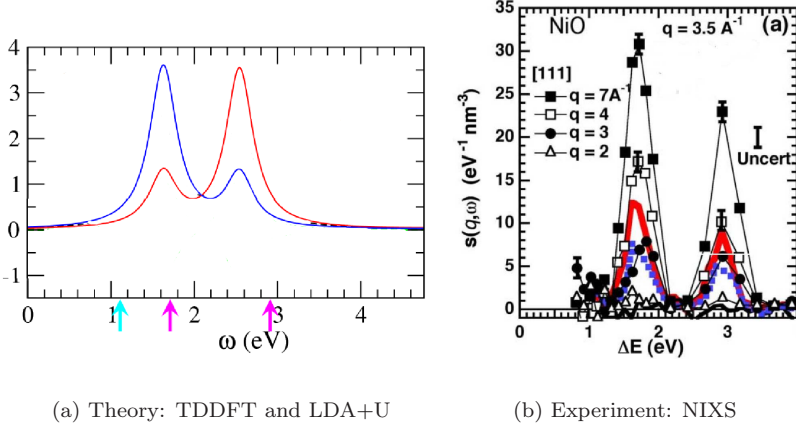 4
3
2
1
0
-1
0 1 2 3 4
ω (eV)
(a) Theory: TDDFT and LDA+U
NiO q = 3.5 A⁻¹ (a)
[111]
q = 7A⁻¹
q = 4
q = 3
q = 2
Uncert.
s(q,ω) (eV⁻¹ nm⁻³)
35
30
25
20
15
10
5
0
0 1 2 3
ΔE (eV)
(b) Experiment: NIXS